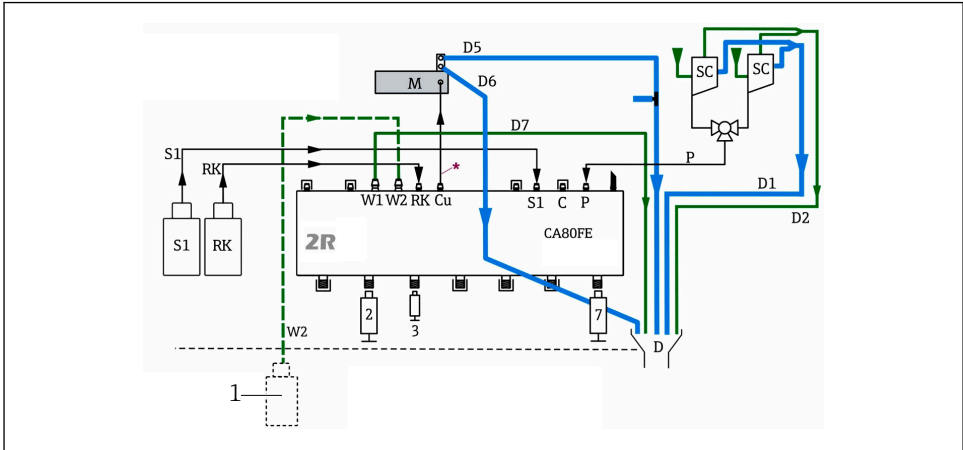 D5
SC
SC
M
D6
D7
S1
P
RK
*
D1
W1 W2 RK Cu
S1 C P
D2
S1
RK
2R
CA80FE
2
3
7
W2
D
1